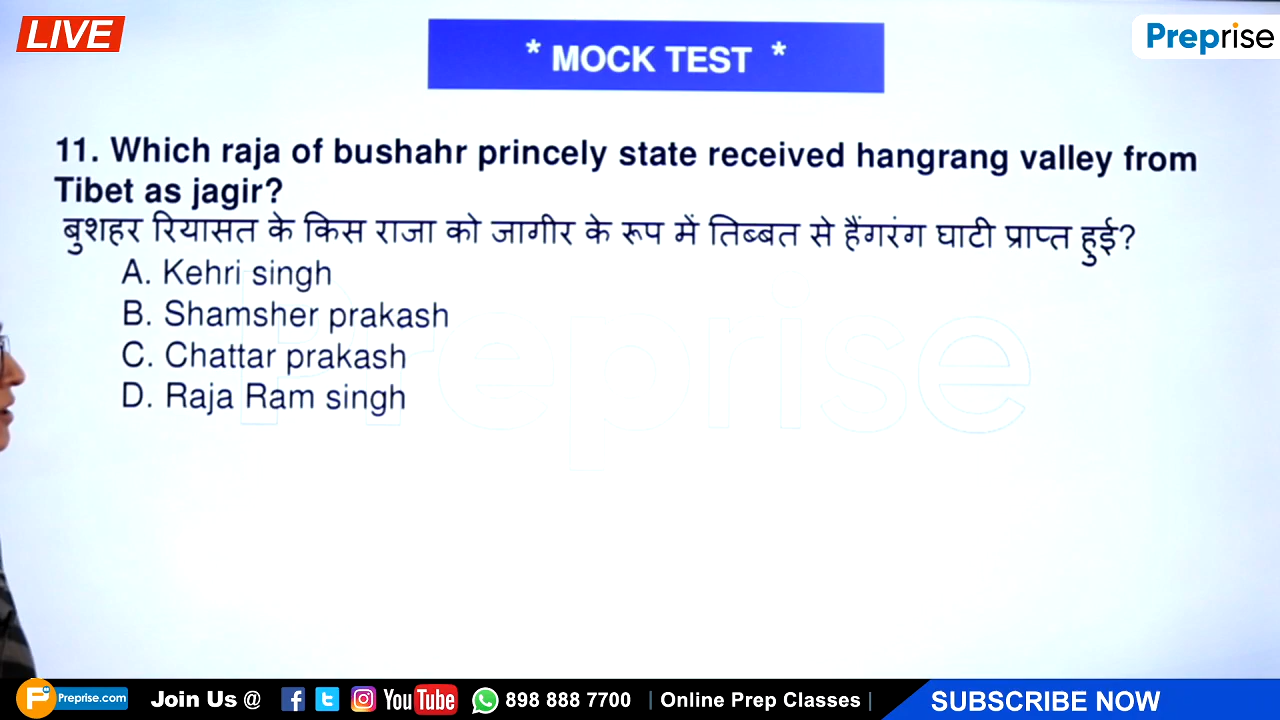 LIVE
* MOCK TEST *
Preprise
11. Which raja of bushahr princely state received hangrang valley from
Tibet as jagir?
बुशहर रियासत के किस राजा को जागीर के रूप में तिब्बत से हैंगरंग घाटी प्राप्त हुई?
A. Kehri singh
B. Shamsher prakash
C. Chattar prakash
D. Raja Ram singh
Preprise
Preprise.com Join Us @ YouTube 898 888 7700 | Online Prep Classes | SUBSCRIBE NOW